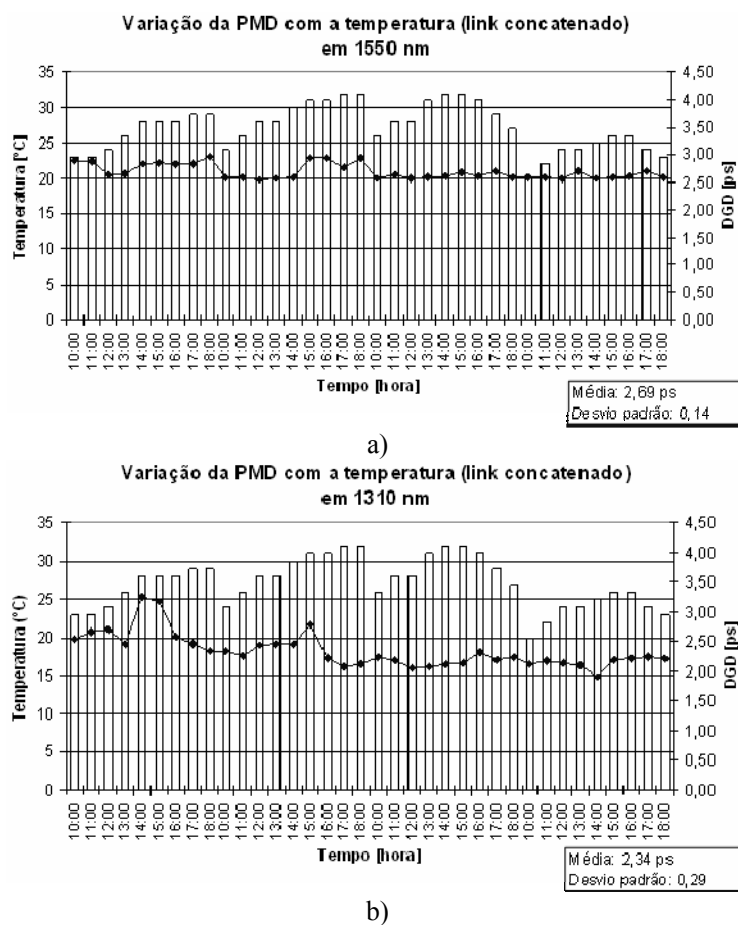 Variação da PMD com a temperatura (link concatenado)
em 1550 nm
Temperatura [°C]
35
30
25
20
15
10
5
0
4,50
4,00
3,50
3,00
2,50
2,00
1,50
1,00
0,50
0,00
DGD [ps]
10:00 11:00 12:00 13:00 14:00 15:00 16:00 17:00 18:00 10:00 11:00 12:00 13:00 14:00 15:00 16:00 17:00 18:00 10:00 11:00 12:00 13:00 14:00 15:00 16:00 17:00 18:00 10:00 11:00 12:00 13:00 14:00 15:00 16:00 17:00 18:00
Tempo [hora]
Média: 2,69 ps
Desvio padrão: 0,14
a)
Variação da PMD com a temperatura (link concatenado)
em 1310 nm
Temperatura (°C)
35
30
25
20
15
10
5
0
4,50
4,00
3,50
3,00
2,50
2,00
1,50
1,00
0,50
0,00
DGD [ps]
10:00 11:00 12:00 13:00 14:00 15:00 16:00 17:00 18:00 10:00 11:00 12:00 13:00 14:00 15:00 16:00 17:00 18:00 10:00 11:00 12:00 13:00 14:00 15:00 16:00 17:00 18:00 10:00 11:00 12:00 13:00 14:00 15:00 16:00 17:00 18:00
Tempo [hora]
Média: 2,34 ps
Desvio padrão: 0,29
b)